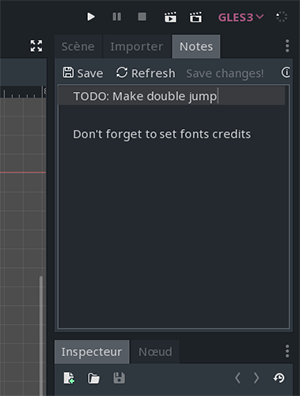 GLES3
Scène Importer Notes
Save Refresh Save changes!
TODO: Make double jump
Don't forget to set fonts credits
Inspecteur Nœud